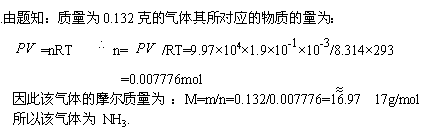 .由题知：质量为0.132克的气体其所对应的物质的量为：
PV =nRT ∴ n= PV /RT=9.97×10⁴×1.9×10⁻¹×10⁻³/8.314×293
=0.007776mol
因此该气体的摩尔质量为 ：M=m/n=0.132/0.007776=16.97≈17g/mol
所以该气体为 NH₃.